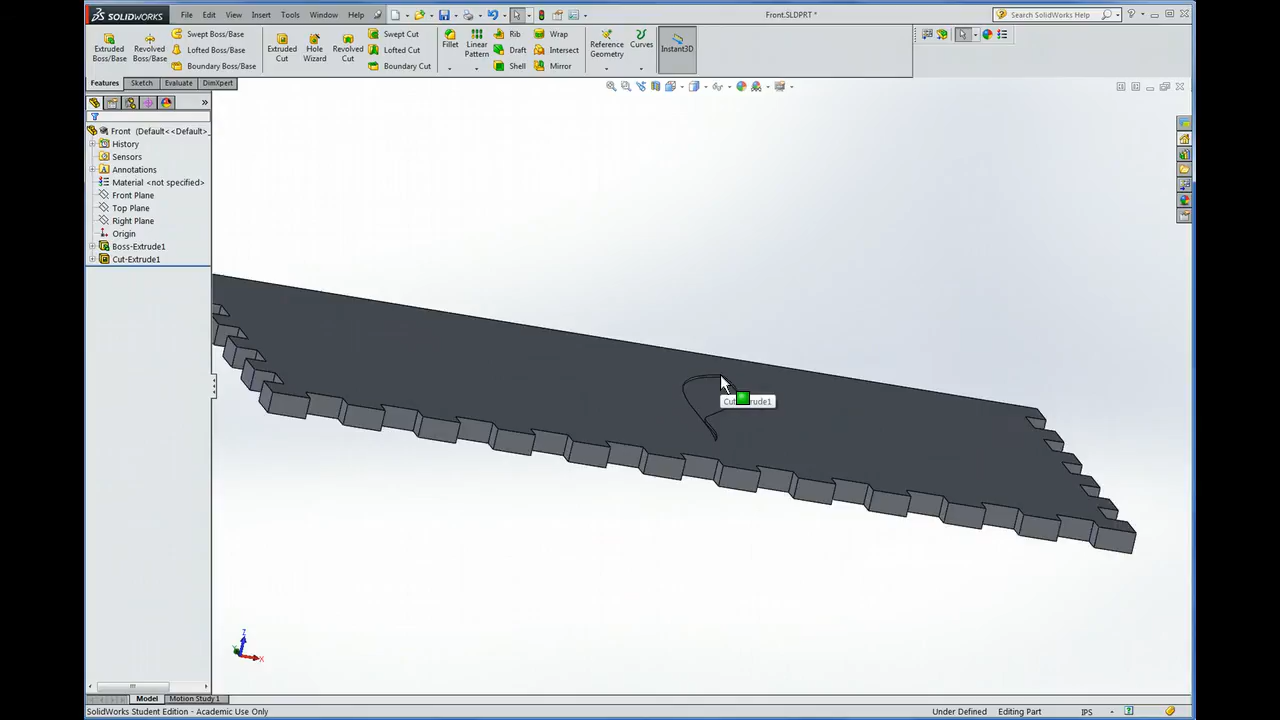 SOLIDWORKS File Edit View Insert Tools Window Help Front.SLDPRT * Search SolidWorks Help
Extruded Boss/Base
Revolved Boss/Base
Swept Boss/Base
Lofted Boss/Base
Boundary Boss/Base
Extruded Cut
Hole Wizard
Revolved Cut
Swept Cut
Lofted Cut
Boundary Cut
Fillet
Linear Pattern
Rib
Draft
Shell
Wrap
Intersect
Mirror
Reference Geometry
Curves
Instant3D
Features Sketch Evaluate DimXpert
Front (Default<<Default>_
History
Sensors
Annotations
Material <not specified>
Front Plane
Top Plane
Right Plane
Origin
Boss-Extrude1
Cut-Extrude1
Z
X
Model Motion Study 1
SolidWorks Student Edition - Academic Use Only Under Defined Editing Part IPS